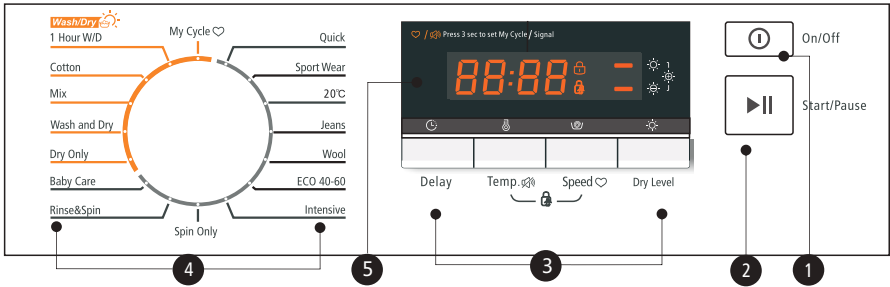 Wash/Dry
1 Hour W/D
Cotton
Mix
Wash and Dry
Dry Only
Baby Care
Rinse&Spin
My Cycle
Spin Only
Quick
Sport Wear
20℃
Jeans
Wool
ECO 40-60
Intensive
/ Press 3 sec to set My Cycle / Signal
88:88
Delay
Temp.
Speed
Dry Level
On/Off
Start/Pause
4
5
3
2
1